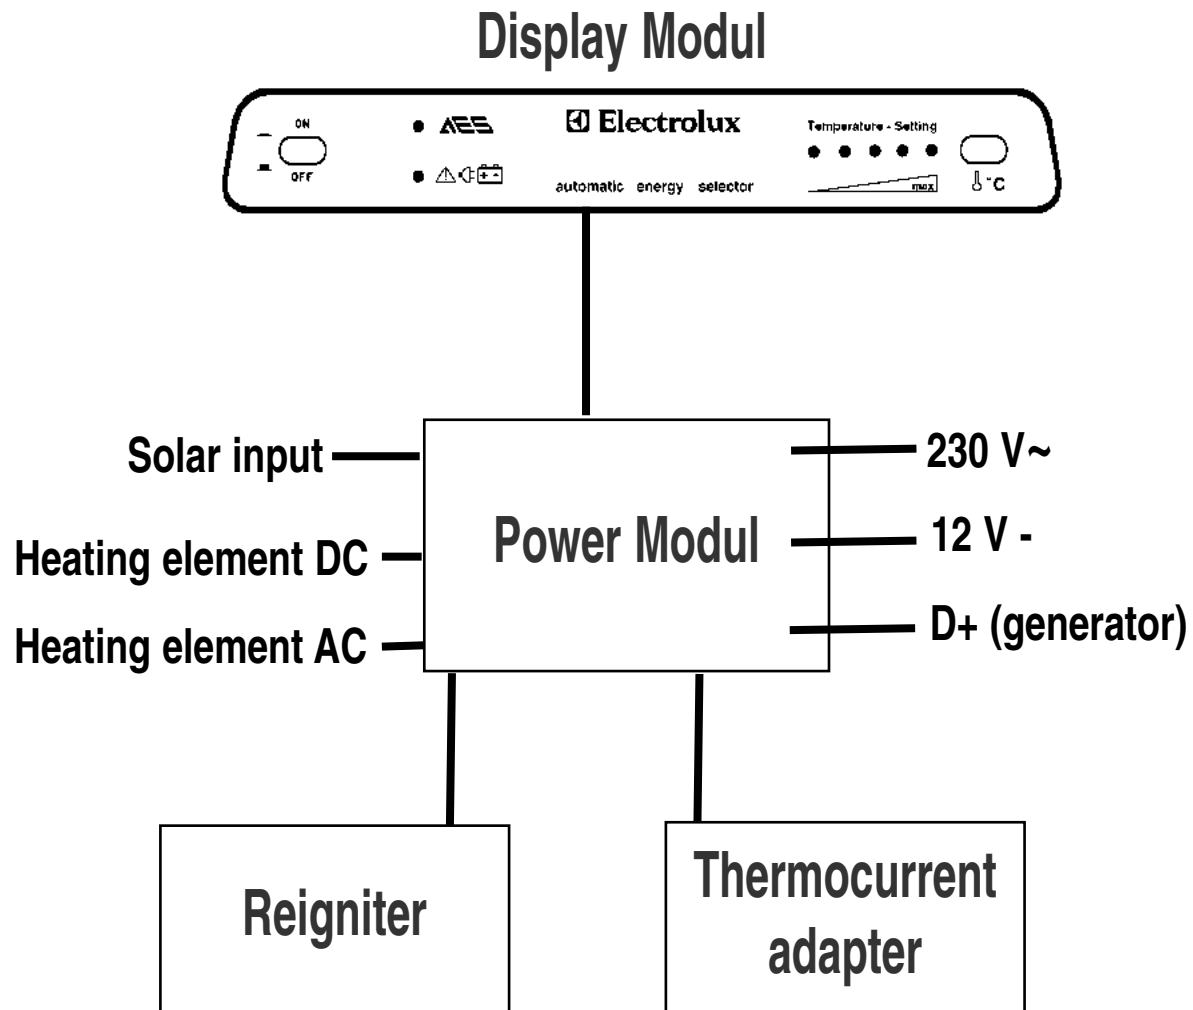 Display Modul
ON
OFF
AES
Electrolux
automatic energy selector
Temperature - Setting
max
°C
Solar input
Heating element DC
Heating element AC
Power Modul
230 V~
12 V -
D+ (generator)
Reigniter
Thermocurrent
adapter